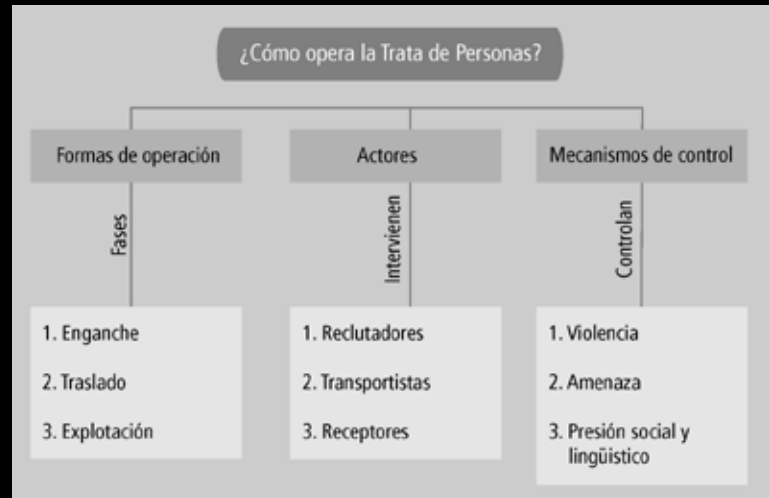 ¿Cómo opera la Trata de Personas?
Formas de operación
Fases
1. Enganche
2. Traslado
3. Explotación
Actores
Intervienen
1. Reclutadores
2. Transportistas
3. Receptores
Mecanismos de control
Controlan
1. Violencia
2. Amenaza
3. Presión social y
lingüistico